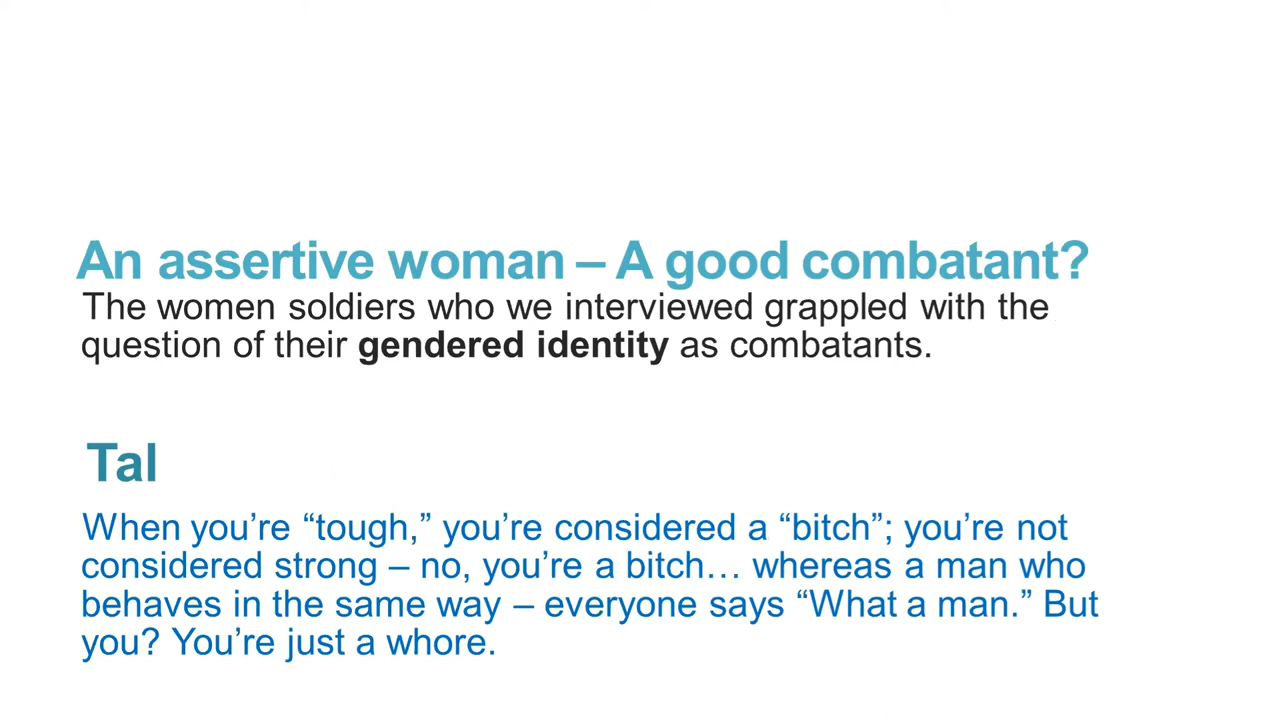 An assertive woman – A good combatant?
The women soldiers who we interviewed grappled with the
question of their gendered identity as combatants.
Tal
When you’re “tough,” you’re considered a “bitch”; you’re not
considered strong – no, you’re a bitch… whereas a man who
behaves in the same way – everyone says “What a man.” But
you? You’re just a whore.